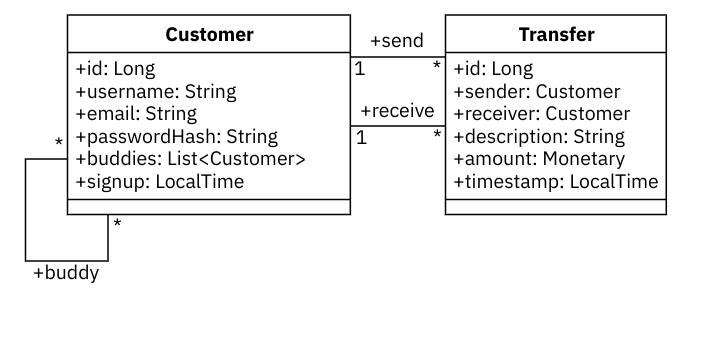 Customer
+id: Long
+username: String
+email: String
+passwordHash: String
+buddies: List<Customer>
+signup: LocalTime
*
*
+buddy
+send
1
*
+receive
1
*
Transfer
+id: Long
+sender: Customer
+receiver: Customer
+description: String
+amount: Monetary
+timestamp: LocalTime